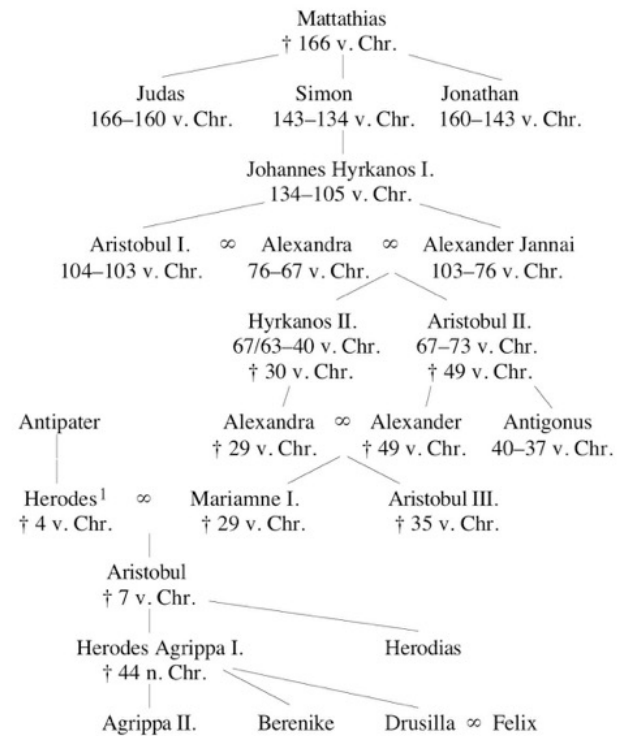 Mattathias
† 166 v. Chr.
Judas Simon Jonathan
166–160 v. Chr. 143–134 v. Chr. 160–143 v. Chr.
Johannes Hyrkanos I.
134–105 v. Chr.
Aristobul I. ∞ Alexandra ∞ Alexander Jannai
104–103 v. Chr. 76–67 v. Chr. 103–76 v. Chr.
Hyrkanos II. Aristobul II.
67/63–40 v. Chr. 67–73 v. Chr.
† 30 v. Chr. † 49 v. Chr.
Antipater Alexandra ∞ Alexander Antigonus
† 29 v. Chr. † 49 v. Chr. 40–37 v. Chr.
Herodes¹ ∞ Mariamne I. Aristobul III.
† 4 v. Chr. † 29 v. Chr. † 35 v. Chr.
Aristobul
† 7 v. Chr.
Herodes Agrippa I. Herodias
† 44 n. Chr.
Agrippa II. Berenike Drusilla ∞ Felix